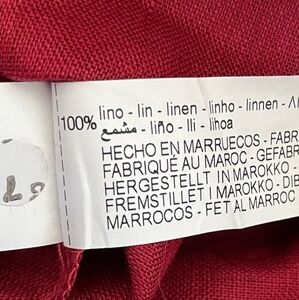 100% lino - lin - linen - linho - linnen -
مشمع - liño - lli - lihoa
HECHO EN MARRUECOS - FABR
FABRIQUÉ AU MAROC - GEFABR
HERGESTELLT IN MAROKKO -
FREMSTILLET I MAROKKO - DIB
MARROCOS - FET AL MARROC
L